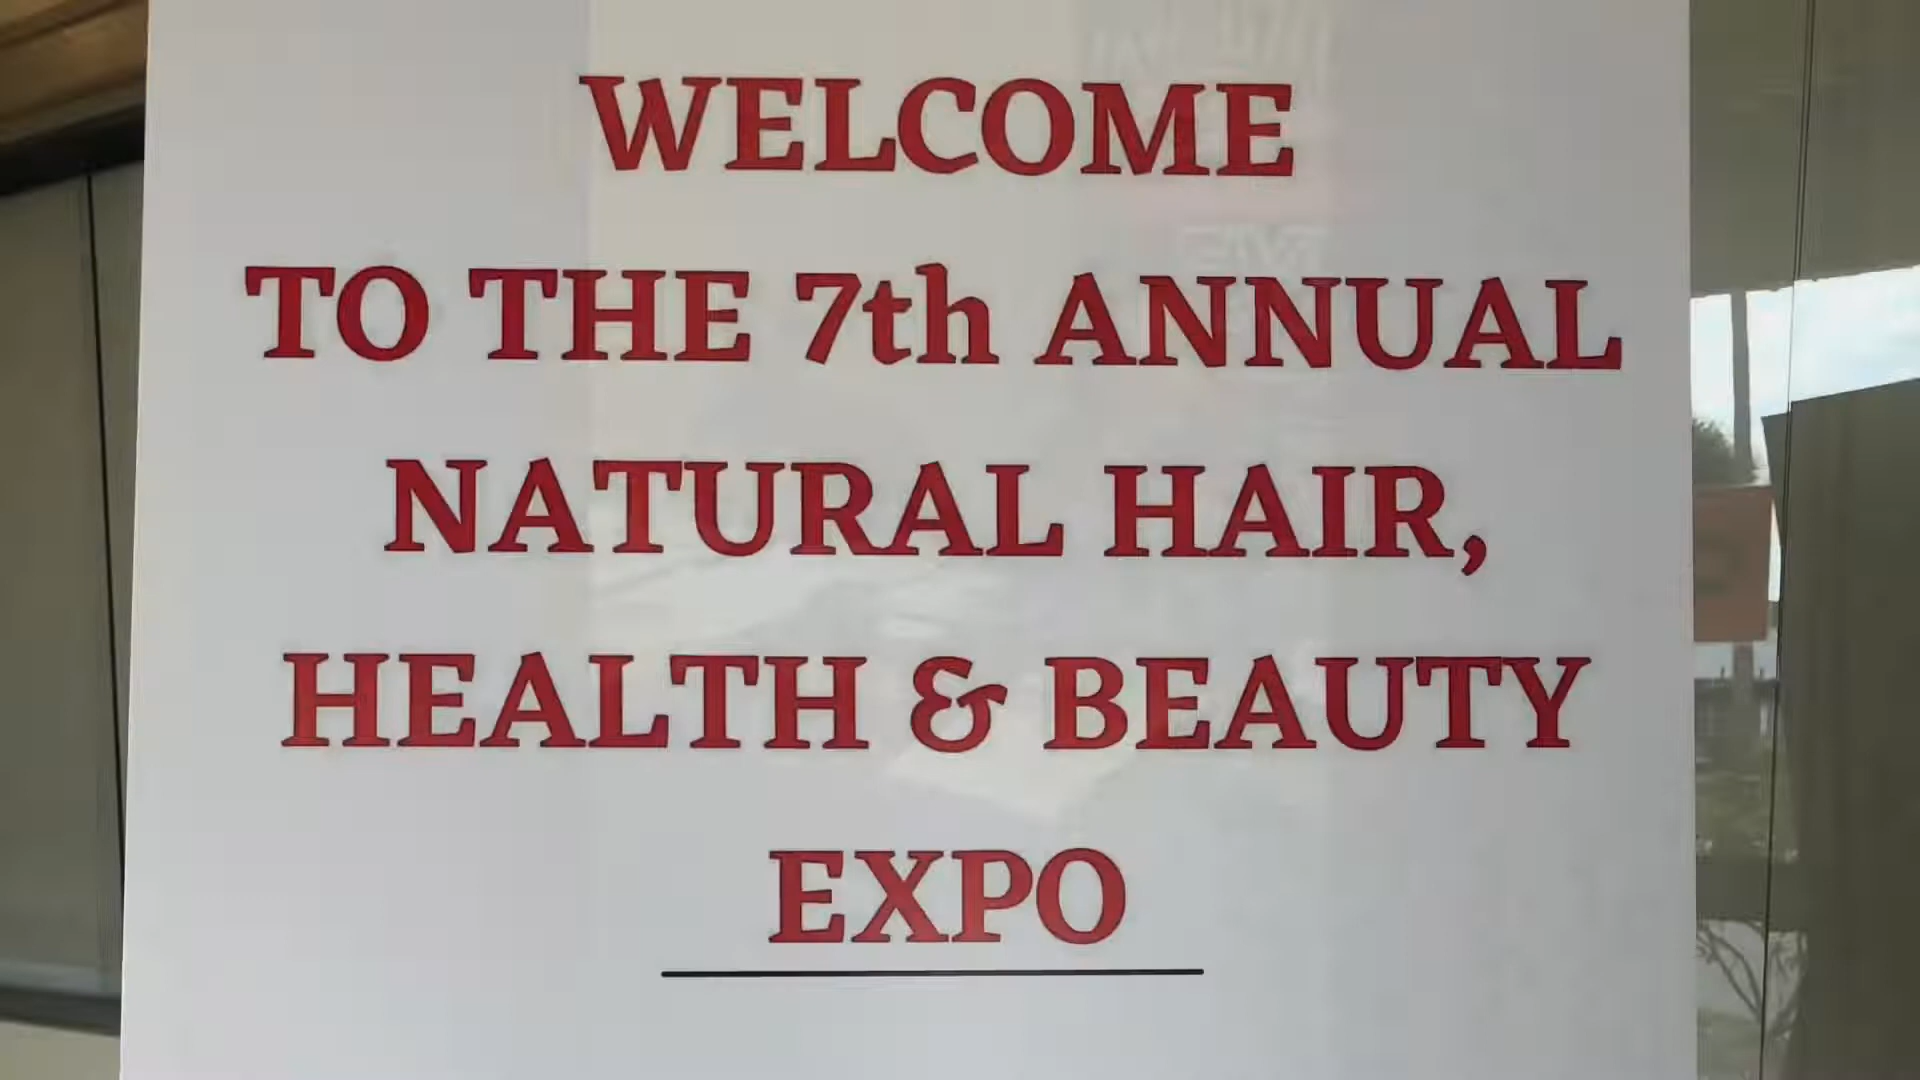 WELCOME
TO THE 7th ANNUAL
NATURAL HAIR,
HEALTH & BEAUTY
EXPO